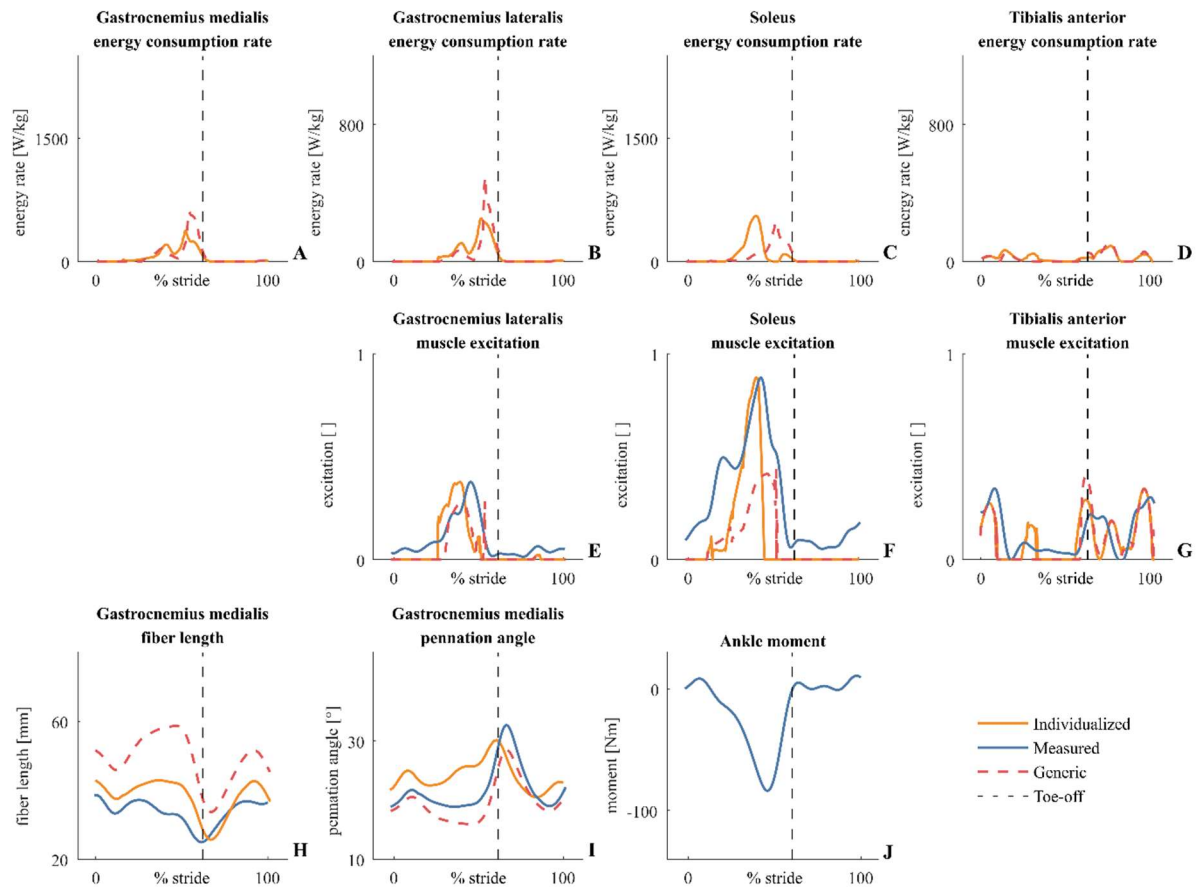 Gastrocnemius medialis
energy consumption rate
energy rate [W/kg]
1500
0
0
% stride
100
A
Gastrocnemius lateralis
energy consumption rate
energy rate [W/kg]
800
0
0
% stride
100
B
Soleus
energy consumption rate
energy rate [W/kg]
1500
0
0
% stride
100
C
Tibialis anterior
energy consumption rate
energy rate [W/kg]
800
0
0
% stride
100
D
Gastrocnemius lateralis
muscle excitation
excitation [ ]
1
0
0
% stride
100
E
Soleus
muscle excitation
excitation [ ]
1
0
0
% stride
100
F
Tibialis anterior
muscle excitation
excitation [ ]
1
0
0
% stride
100
G
Gastrocnemius medialis
fiber length
fiber length [mm]
60
20
0
% stride
100
H
Gastrocnemius medialis
pennation angle
pennation angle [°]
30
10
0
% stride
100
I
Ankle moment
moment [Nm]
0
-100
0
% stride
100
J
Individualized
Measured
Generic
Toe-off